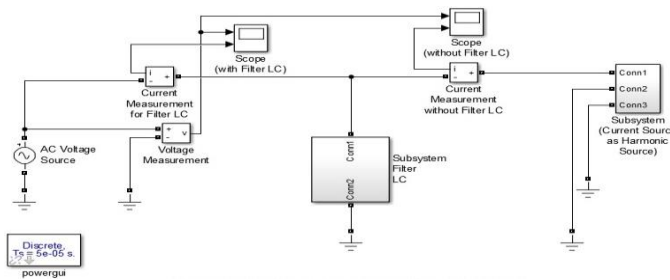 Scope
(with Filter LC)
Scope
(without Filter LC)
i
+
-
Current
Measurement
for Filter LC
i
+
-
Current
Measurement
without Filter LC
Conn1
Conn2
Conn3
Subsystem
(Current Sourc
as Harmonic
Source)
+
-
v
Voltage
Measurement
AC Voltage
Source
Conn1
Conn2
Subsystem
Filter
LC
Discrete,
Ts = 5e-05 s.
powergui